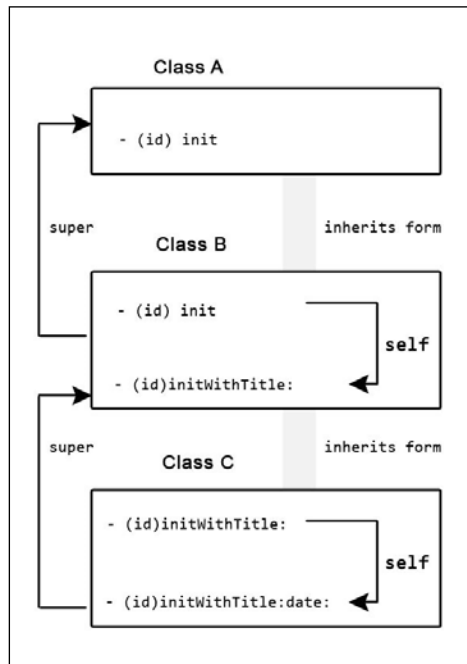 Class A
- (id) init
super
inherits form
Class B
- (id) init
self
- (id)initWithTitle:
super
inherits form
Class C
- (id)initWithTitle:
self
- (id)initWithTitle:date: